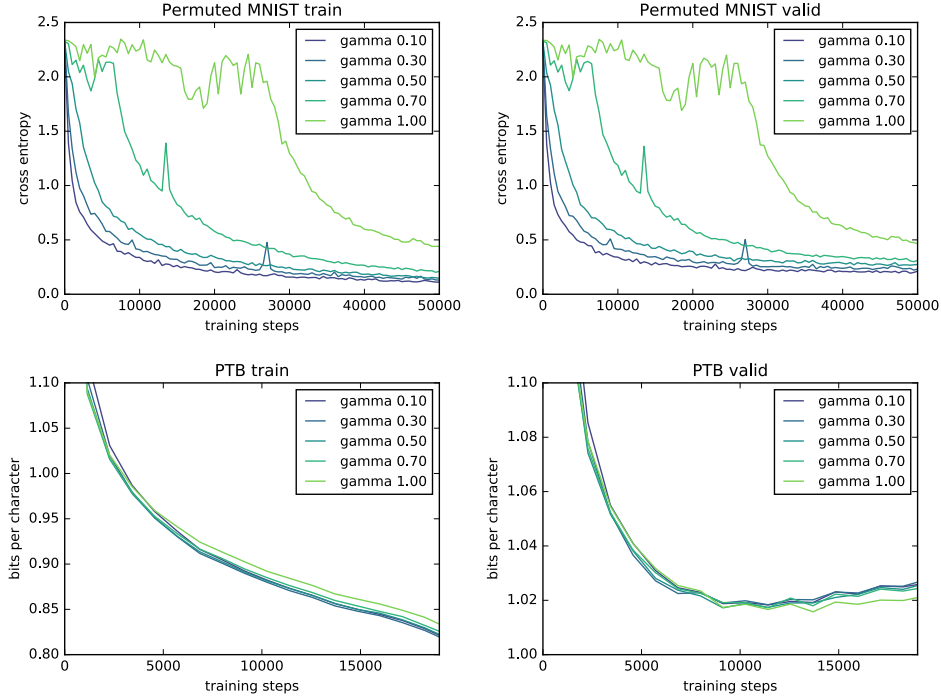 Permuted MNIST train
2.5
2.0
1.5
1.0
0.5
0.0
cross entropy
gamma 0.10
gamma 0.30
gamma 0.50
gamma 0.70
gamma 1.00
0 10000 20000 30000 40000 50000
training steps
Permuted MNIST valid
2.5
2.0
1.5
1.0
0.5
0.0
cross entropy
gamma 0.10
gamma 0.30
gamma 0.50
gamma 0.70
gamma 1.00
0 10000 20000 30000 40000 50000
training steps
PTB train
1.10
1.05
1.00
0.95
0.90
0.85
0.80
bits per character
gamma 0.10
gamma 0.30
gamma 0.50
gamma 0.70
gamma 1.00
0 5000 10000 15000
training steps
PTB valid
1.10
1.08
1.06
1.04
1.02
1.00
bits per character
gamma 0.10
gamma 0.30
gamma 0.50
gamma 0.70
gamma 1.00
0 5000 10000 15000
training steps